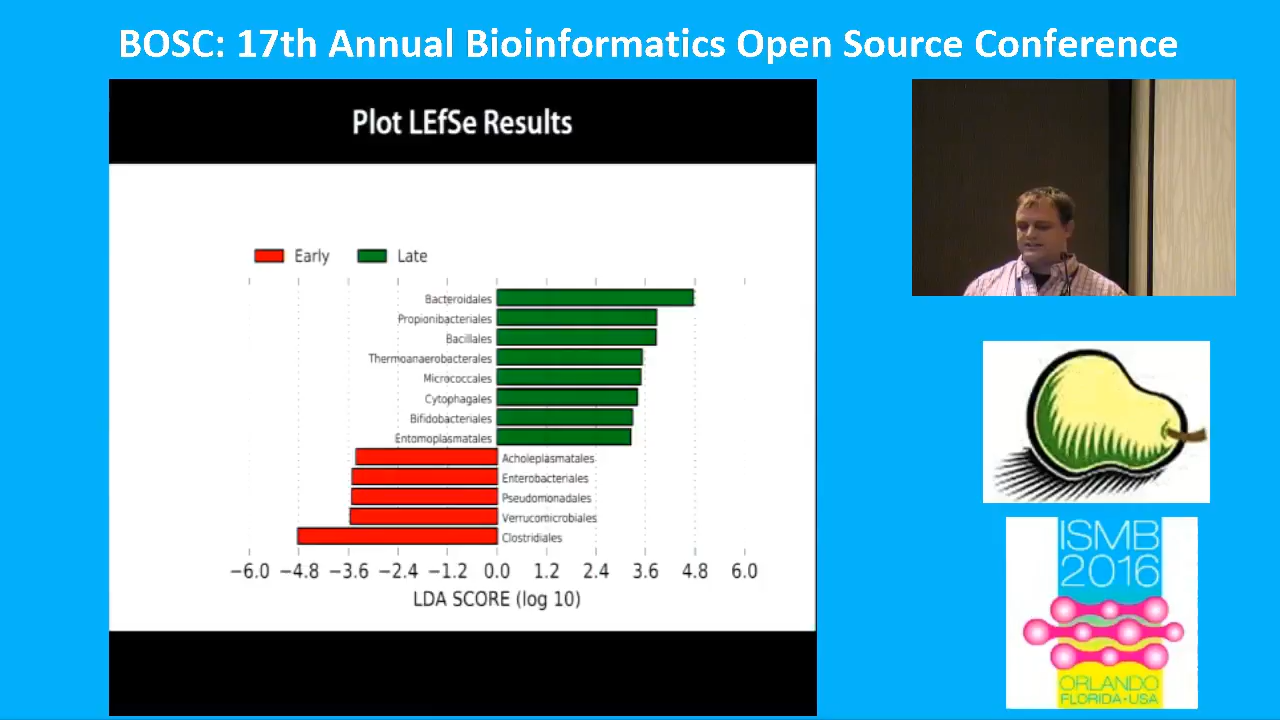 BOSC: 17th Annual Bioinformatics Open Source Conference
Plot LEfSe Results
Early Late
Bacteroidales
Propionibacteriales
Bacillales
Thermoanaerobacterales
Micrococcales
Cytophagales
Bifidobacteriales
Entomoplasmatales
Acholeplasmatales
Enterobacteriales
Pseudomonadales
Verrucomicrobiales
Clostridiales
−6.0 −4.8 −3.6 −2.4 −1.2 0.0 1.2 2.4 3.6 4.8 6.0
LDA SCORE (log 10)
ISMB
2016
ORLANDO
FLORIDA•USA